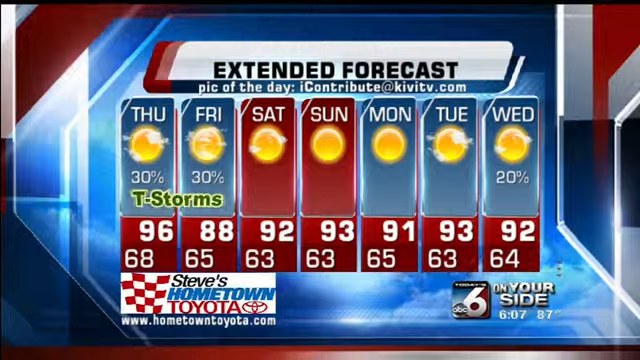 EXTENDED FORECAST
pic of the day: iContribute@kivitv.com
THU FRI SAT SUN MON TUE WED
30% 30% 20%
T-Storms
96 88 92 93 91 93 92
68 65 63 63 65 63 64
Steve's
HOMETOWN
TOYOTA
www.hometowntoyota.com
TODAY'S
6
abc
ON YOUR
SIDE
6:07 87°